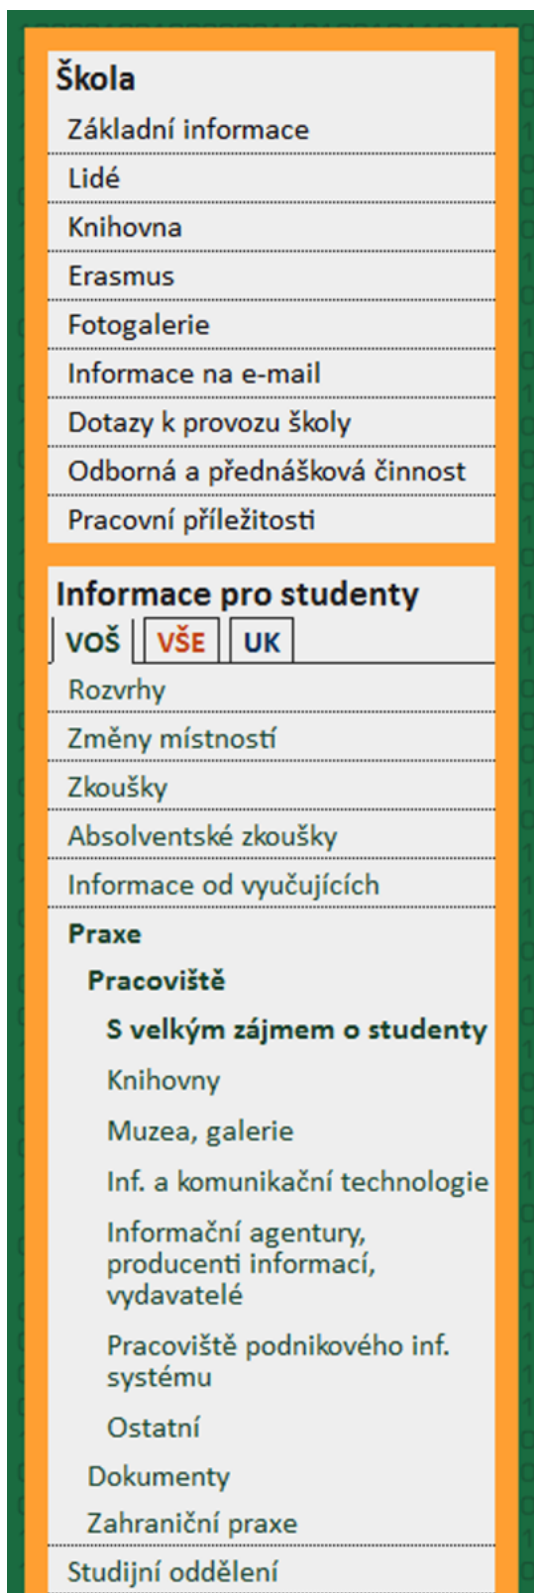 Škola
Základní informace
Lidé
Knihovna
Erasmus
Fotogalerie
Informace na e-mail
Dotazy k provozu školy
Odborná a přednášková činnost
Pracovní příležitosti
Informace pro studenty
VOŠ VŠE UK
Rozvrhy
Změny místností
Zkoušky
Absolventské zkoušky
Informace od vyučujících
Praxe
Pracoviště
S velkým zájmem o studenty
Knihovny
Muzea, galerie
Inf. a komunikační technologie
Informační agentury,
producenti informací,
vydavatelé
Pracoviště podnikového inf.
systému
Ostatní
Dokumenty
Zahraniční praxe
Studijní oddělení